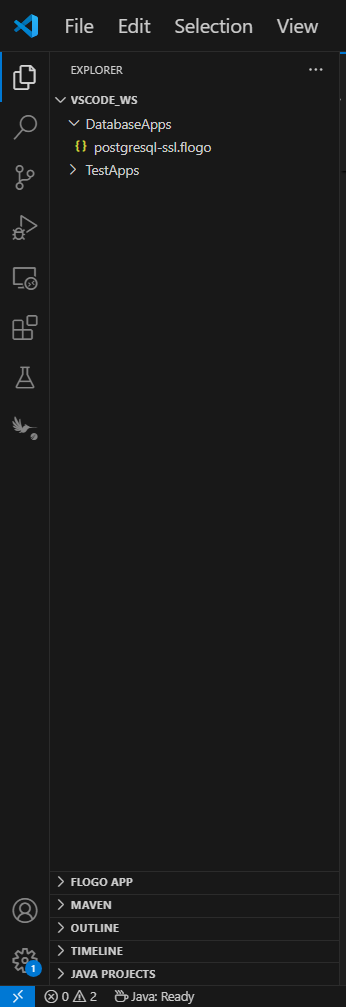 File Edit Selection View
EXPLORER ...
VSCODE_WS
DatabaseApps
{} postgresql-ssl.flogo
TestApps
FLOGO APP
MAVEN
OUTLINE
TIMELINE
1
JAVA PROJECTS
0 2 Java: Ready